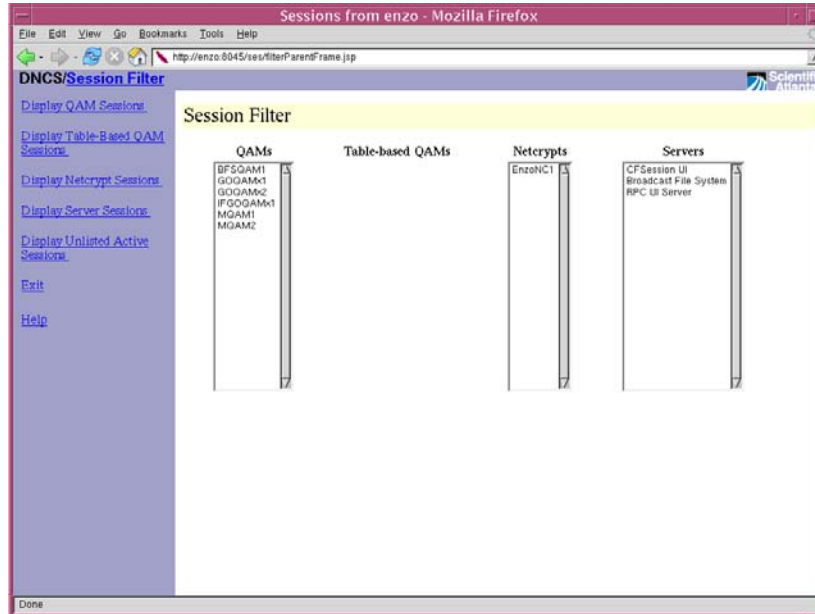 Sessions from enzo - Mozilla Firefox
File Edit View Go Bookmarks Tools Help
http://enzo:8045/ses/filterParentFrame.jsp
DNCS/Session Filter
Scientific
Atlanta
Display QAM Sessions
Display Table-Based QAM
Sessions
Display Netcrypt Sessions
Display Server Sessions
Display Unlisted Active
Sessions
Exit
Help
Session Filter
QAMs Table-based QAMs Netcrypts Servers
BFSQAM1
GOQAMx1
GOQAMx2
IFGOQAMx1
MQAM1
MQAM2
EnzoNC1
CFSession UI
Broadcast File System
RPC UI Server
Done